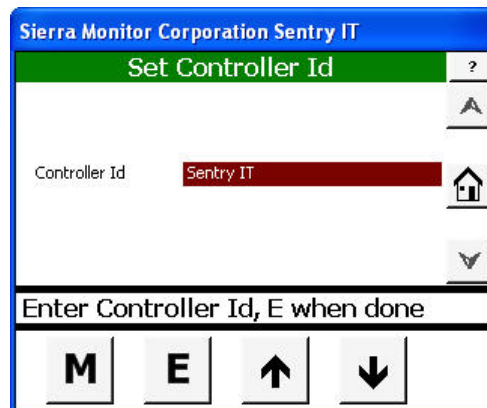 Sierra Monitor Corporation Sentry IT
Set Controller Id
?
Controller Id Sentry IT
Enter Controller Id, E when done
M E